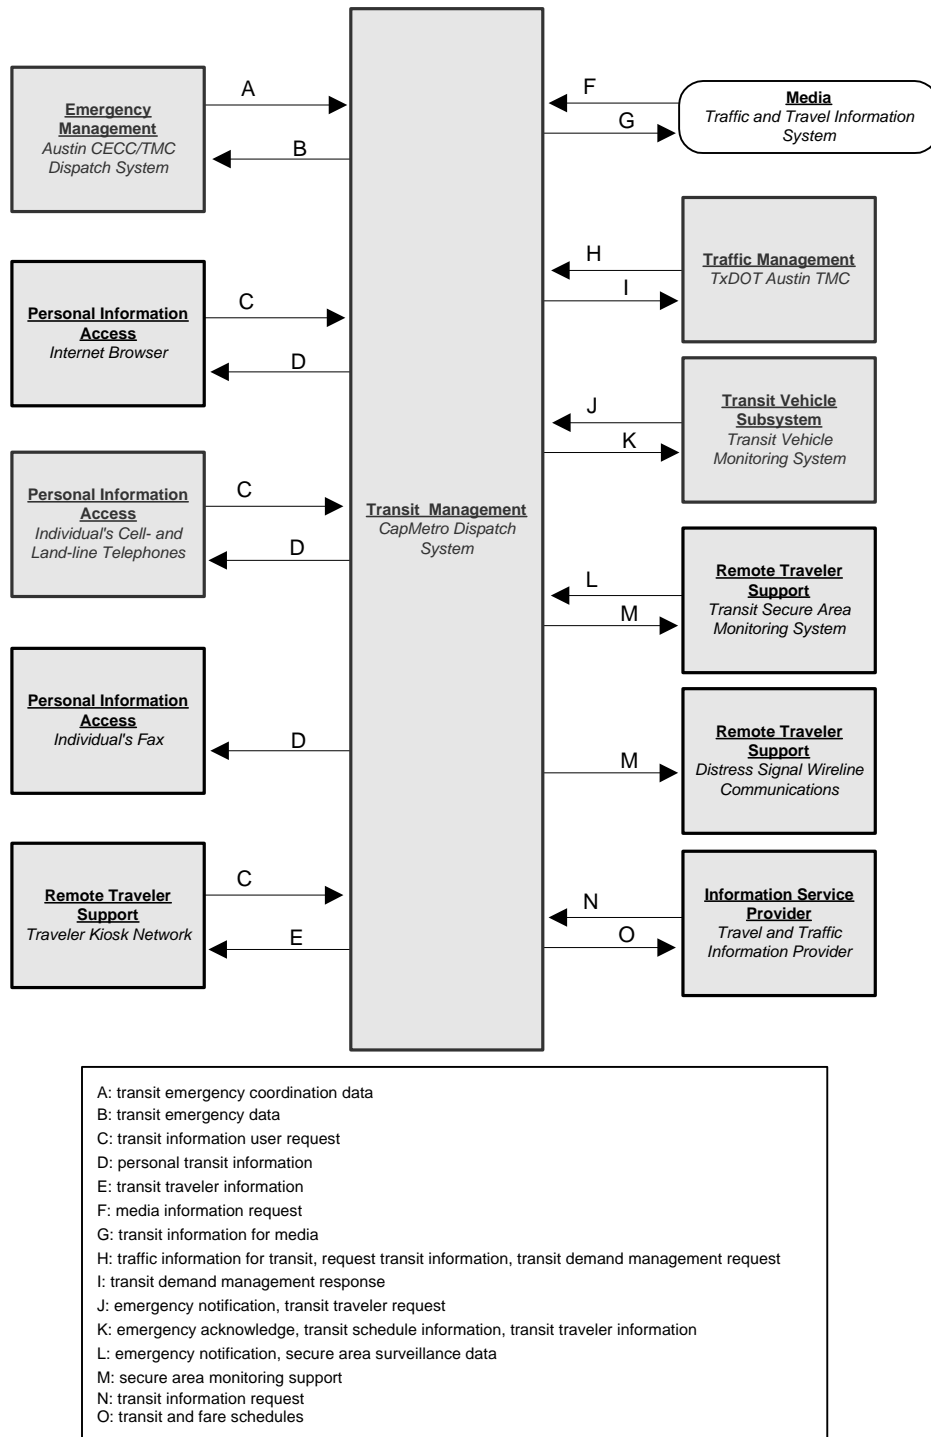 A
Emergency
Management
Austin CECC/TMC
Dispatch System
B
C
Personal Information
Access
Internet Browser
D
C
Personal Information
Access
Individual's Cell- and
Land-line Telephones
D
Personal Information
Access
Individual's Fax
D
C
Remote Traveler
Support
Traveler Kiosk Network
E
Transit Management
CapMetro Dispatch
System
F
Media
Traffic and Travel Information
System
G
H
Traffic Management
TxDOT Austin TMC
I
J
Transit Vehicle
Subsystem
Transit Vehicle
Monitoring System
K
L
Remote Traveler
Support
Transit Secure Area
Monitoring System
M
Remote Traveler
Support
Distress Signal Wireline
Communications
M
N
Information Service
Provider
Travel and Traffic
Information Provider
O
A: transit emergency coordination data
B: transit emergency data
C: transit information user request
D: personal transit information
E: transit traveler information
F: media information request
G: transit information for media
H: traffic information for transit, request transit information, transit demand management request
I: transit demand management response
J: emergency notification, transit traveler request
K: emergency acknowledge, transit schedule information, transit traveler information
L: emergency notification, secure area surveillance data
M: secure area monitoring support
N: transit information request
O: transit and fare schedules